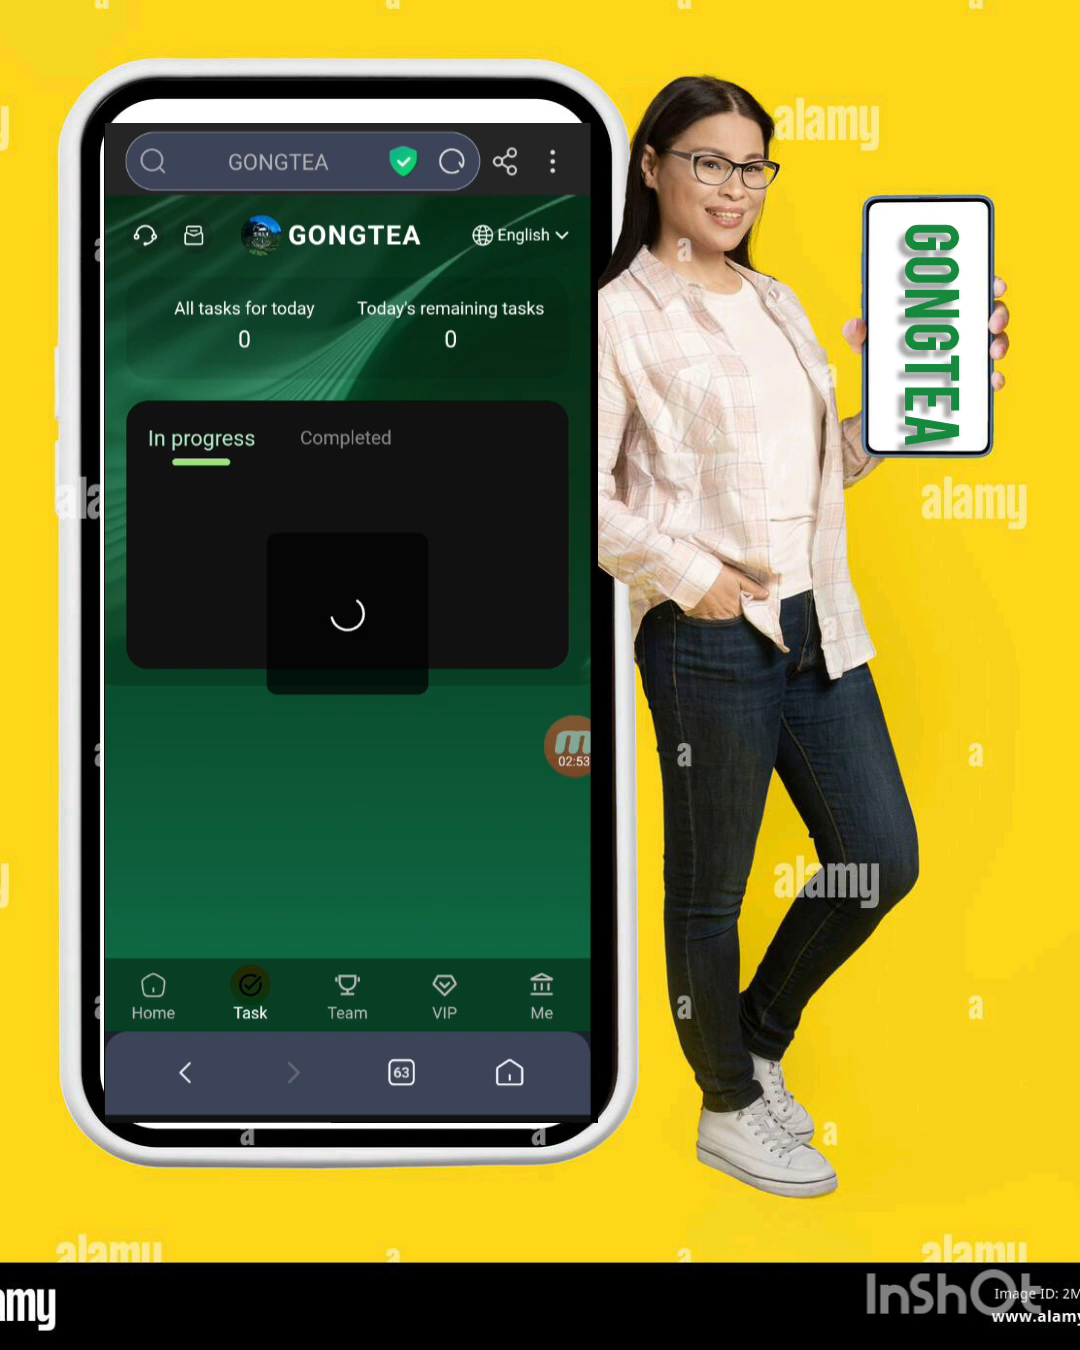 GONGTEA
GONGTEA
English
All tasks for today
Today's remaining tasks
0
0
In progress
Completed
02:53
Home
Task
Team
VIP
Me
63
GONGTEA
alamy
alamy
alamy
alamy
alamy
a
a
a
a
a
a
a
a
a
a
a
InShOt
Image ID: 2M
www.alamy